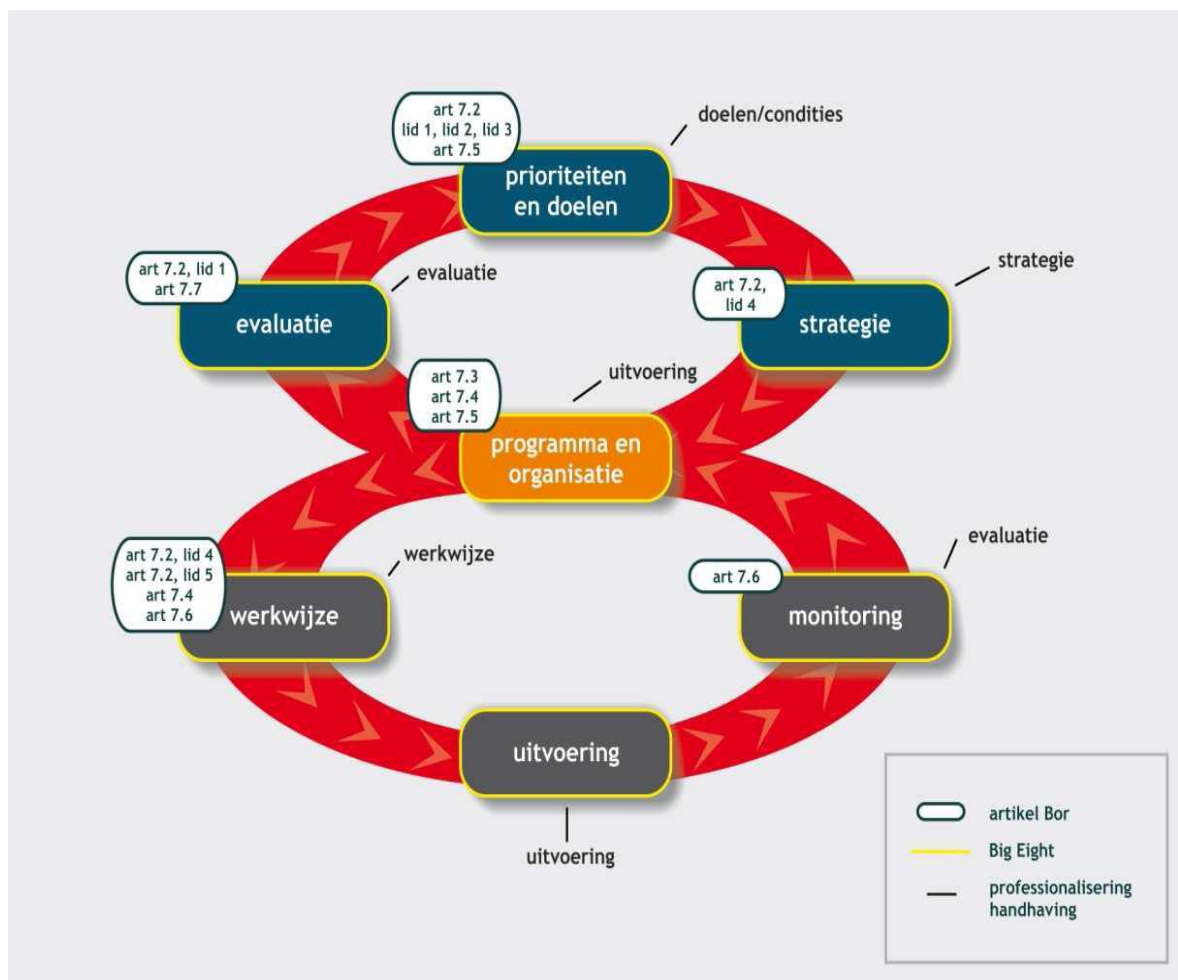 art 7.2
lid 1, lid 2, lid 3
art 7.5
doelen/condities
prioriteiten
en doelen
art 7.2, lid 1
art 7.7
evaluatie
evaluatie
art 7.2,
lid 4
strategie
strategie
art 7.3
art 7.4
art 7.5
uitvoering
programma en
organisatie
art 7.2, lid 4
art 7.2, lid 5
art 7.4
art 7.6
werkwijze
werkwijze
art 7.6
evaluatie
monitoring
uitvoering
uitvoering
artikel Bor
Big Eight
professionalisering
handhaving